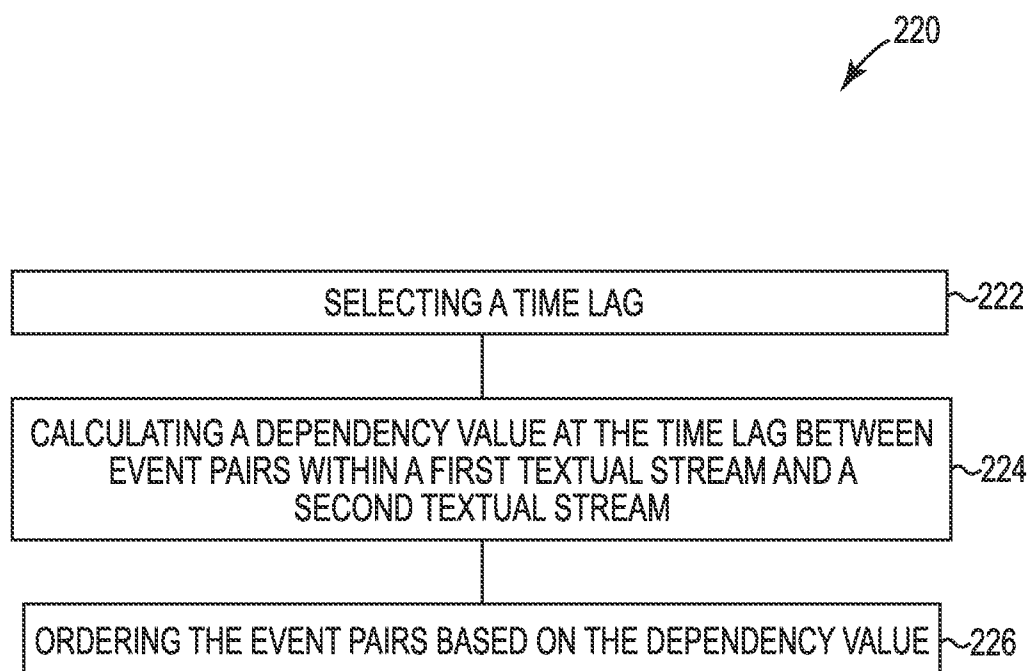 220
SELECTING A TIME LAG
222
CALCULATING A DEPENDENCY VALUE AT THE TIME LAG BETWEEN
EVENT PAIRS WITHIN A FIRST TEXTUAL STREAM AND A
SECOND TEXTUAL STREAM
224
ORDERING THE EVENT PAIRS BASED ON THE DEPENDENCY VALUE
226